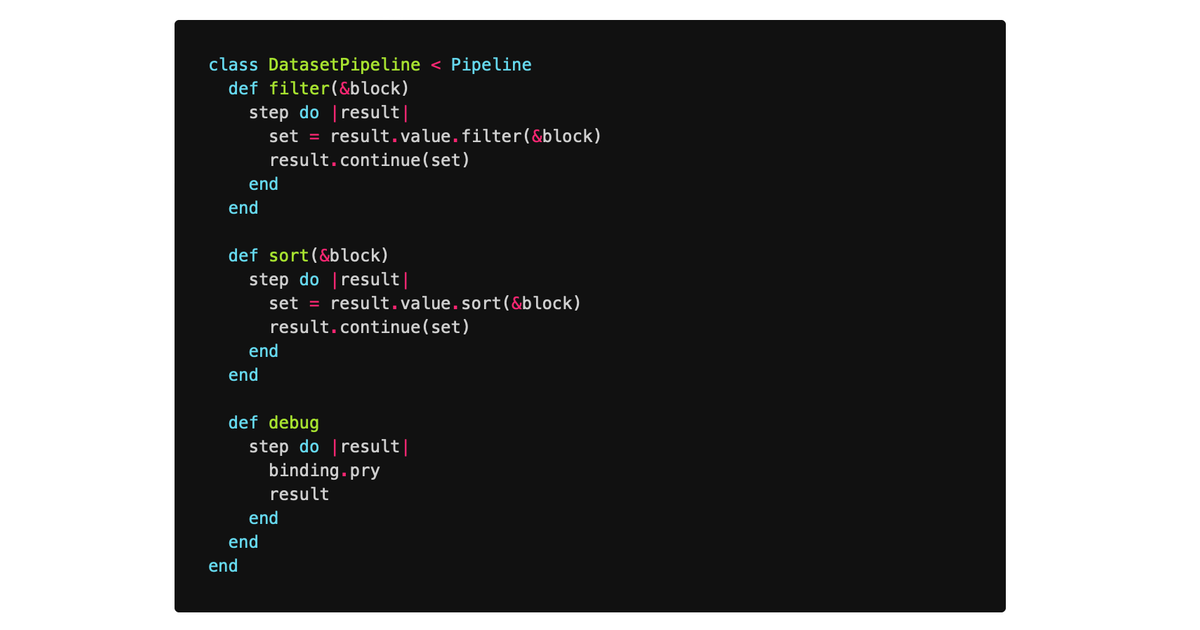 class DatasetPipeline < Pipeline
  def filter(&block)
    step do |result|
      set = result.value.filter(&block)
      result.continue(set)
    end
  end

  def sort(&block)
    step do |result|
      set = result.value.sort(&block)
      result.continue(set)
    end
  end

  def debug
    step do |result|
      binding.pry
      result
    end
  end
end